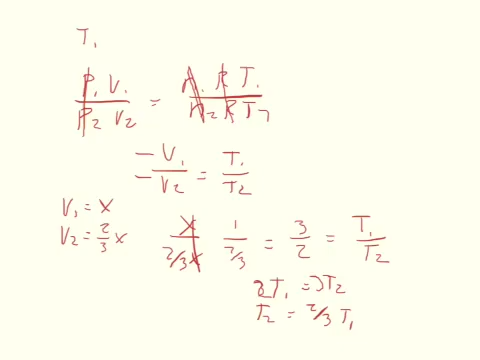 T₁
P₁ V₁ / P₂ V₂ = n₁ R T₁ / n₂ R T₂
– V₁ / – V₂ = T₁ / T₂
V₁ = x
V₂ = 2/3 x
x / 2/3 x 1 / 2/3 = 3/2 = T₁ / T₂
2T₁ = 3T₂
T₂ = 2/3 T₁